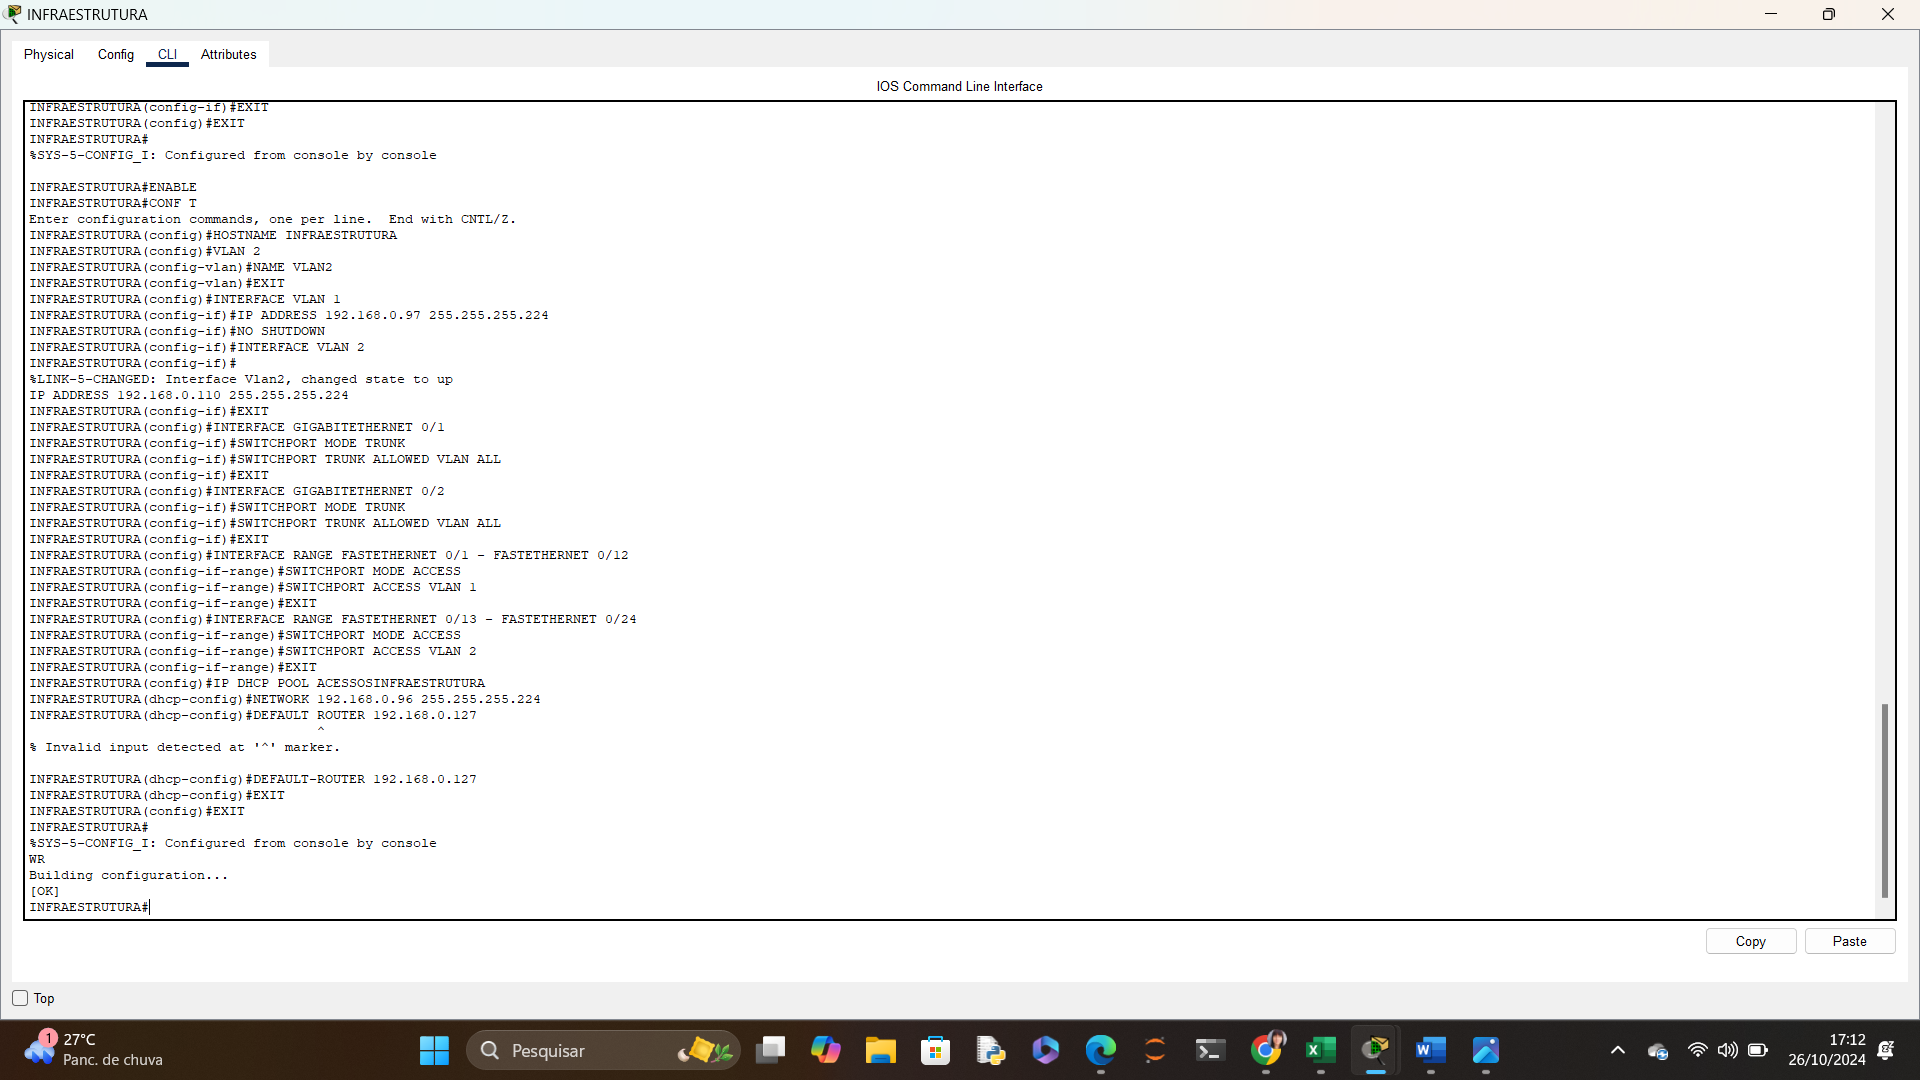 INFRAESTRUTURA
Physical Config CLI Attributes
IOS Command Line Interface
INFRAESTRUTURA(config-if)#EXIT
INFRAESTRUTURA(config)#EXIT
INFRAESTRUTURA#
%SYS-5-CONFIG_I: Configured from console by console
INFRAESTRUTURA#ENABLE
INFRAESTRUTURA#CONF T
Enter configuration commands, one per line.  End with CNTL/Z.
INFRAESTRUTURA(config)#HOSTNAME INFRAESTRUTURA
INFRAESTRUTURA(config)#VLAN 2
INFRAESTRUTURA(config-vlan)#NAME VLAN2
INFRAESTRUTURA(config-vlan)#EXIT
INFRAESTRUTURA(config)#INTERFACE VLAN 1
INFRAESTRUTURA(config-if)#IP ADDRESS 192.168.0.97 255.255.255.224
INFRAESTRUTURA(config-if)#NO SHUTDOWN
INFRAESTRUTURA(config-if)#INTERFACE VLAN 2
INFRAESTRUTURA(config-if)#
%LINK-5-CHANGED: Interface Vlan2, changed state to up
IP ADDRESS 192.168.0.110 255.255.255.224
INFRAESTRUTURA(config-if)#EXIT
INFRAESTRUTURA(config)#INTERFACE GIGABITETHERNET 0/1
INFRAESTRUTURA(config-if)#SWITCHPORT MODE TRUNK
INFRAESTRUTURA(config-if)#SWITCHPORT TRUNK ALLOWED VLAN ALL
INFRAESTRUTURA(config-if)#EXIT
INFRAESTRUTURA(config)#INTERFACE GIGABITETHERNET 0/2
INFRAESTRUTURA(config-if)#SWITCHPORT MODE TRUNK
INFRAESTRUTURA(config-if)#SWITCHPORT TRUNK ALLOWED VLAN ALL
INFRAESTRUTURA(config-if)#EXIT
INFRAESTRUTURA(config)#INTERFACE RANGE FASTETHERNET 0/1 - FASTETHERNET 0/12
INFRAESTRUTURA(config-if-range)#SWITCHPORT MODE ACCESS
INFRAESTRUTURA(config-if-range)#SWITCHPORT ACCESS VLAN 1
INFRAESTRUTURA(config-if-range)#EXIT
INFRAESTRUTURA(config)#INTERFACE RANGE FASTETHERNET 0/13 - FASTETHERNET 0/24
INFRAESTRUTURA(config-if-range)#SWITCHPORT MODE ACCESS
INFRAESTRUTURA(config-if-range)#SWITCHPORT ACCESS VLAN 2
INFRAESTRUTURA(config-if-range)#EXIT
INFRAESTRUTURA(config)#IP DHCP POOL ACESSOSINFRAESTRUTURA
INFRAESTRUTURA(dhcp-config)#NETWORK 192.168.0.96 255.255.255.224
INFRAESTRUTURA(dhcp-config)#DEFAULT ROUTER 192.168.0.127
^
% Invalid input detected at '^' marker.
INFRAESTRUTURA(dhcp-config)#DEFAULT-ROUTER 192.168.0.127
INFRAESTRUTURA(dhcp-config)#EXIT
INFRAESTRUTURA(config)#EXIT
INFRAESTRUTURA#
%SYS-5-CONFIG_I: Configured from console by console
WR
Building configuration...
[OK]
INFRAESTRUTURA#
Copy Paste
Top
1
27°C
Panc. de chuva
Pesquisar
17:12
26/10/2024